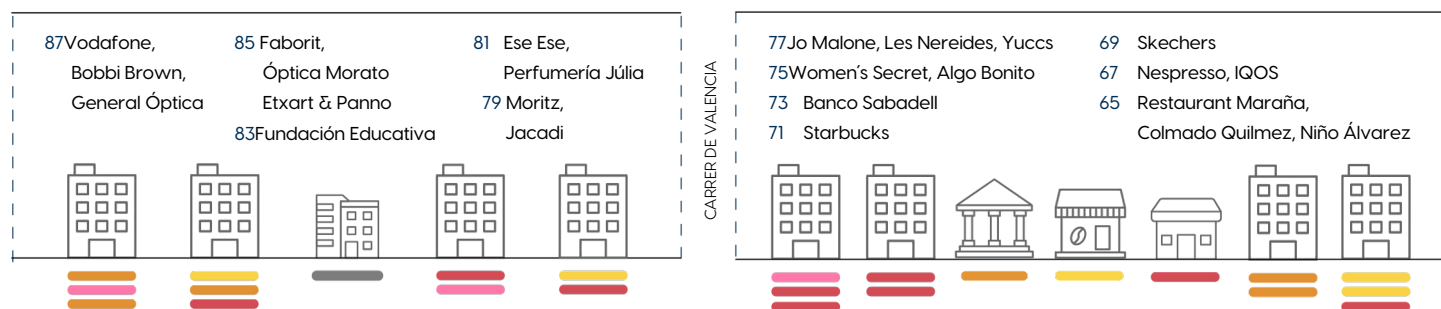 87Vodafone,
Bobbi Brown,
General Óptica
85 Faborit,
Óptica Morato
Etxart & Panno
83Fundación Educativa
81 Ese Ese,
Perfumería Júlia
79 Moritz,
Jacadi
CARRER DE VALENCIA
77Jo Malone, Les Nereides, Yuccs
75Women´s Secret, Algo Bonito
73 Banco Sabadell
71 Starbucks
69 Skechers
67 Nespresso, IQOS
65 Restaurant Maraña,
Colmado Quilmez, Niño Álvarez